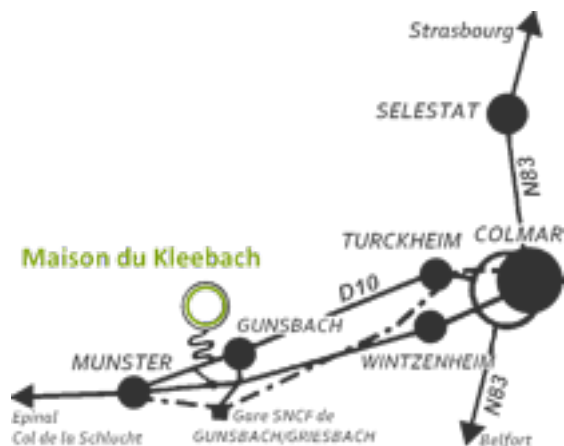 Strasbourg
SELESTAT
N83
COLMAR
TURCKHEIM
Maison du Kleebach
D10
GUNSBACH
MUNSTER
WINTZENHEIM
N83
Epinal
Col de la Schlucht
Gare SNCF de
GUNSBACH/GRIESBACH
Belfort